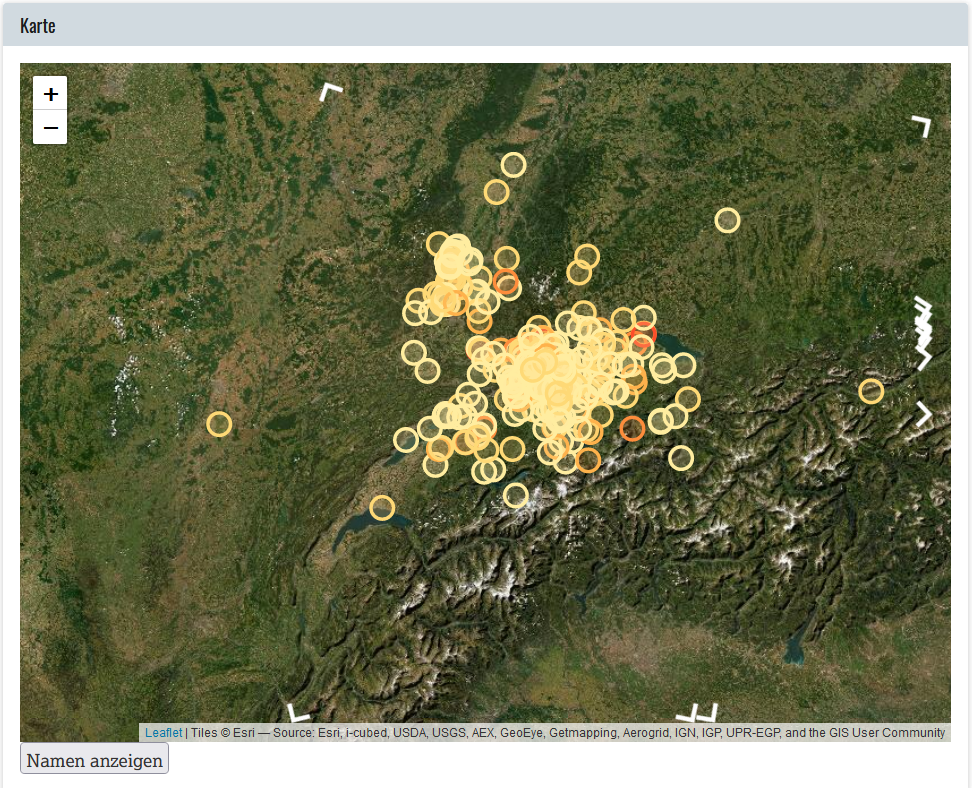 Karte
+
−
Leaflet | Tiles © Esri — Source: Esri, i-cubed, USDA, USGS, AEX, GeoEye, Getmapping, Aerogrid, IGN, IGP, UPR-EGP, and the GIS User Community
Namen anzeigen